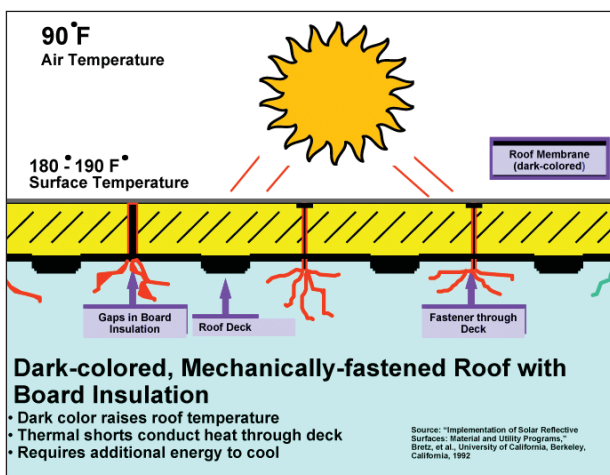 90°F
Air Temperature
180 - 190 F°
Surface Temperature
Roof Membrane
(dark-colored)
Gaps in Board
Insulation
Roof Deck
Fastener through
Deck
Dark-colored, Mechanically-fastened Roof with
Board Insulation
• Dark color raises roof temperature
• Thermal shorts conduct heat through deck
• Requires additional energy to cool
Source: "Implementation of Solar Reflective
Surfaces: Material and Utility Programs,"
Bretz, et al., University of California, Berkeley,
California, 1992